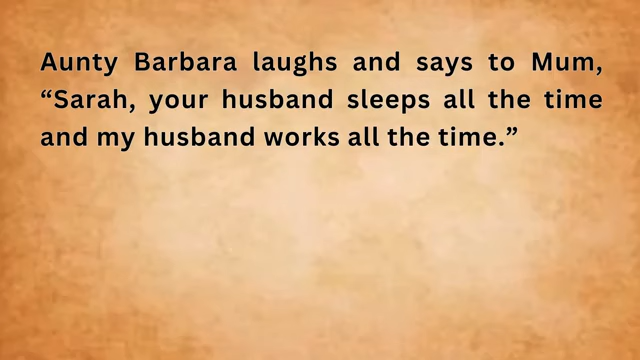 Aunty Barbara laughs and says to Mum,
“Sarah, your husband sleeps all the time
and my husband works all the time.”